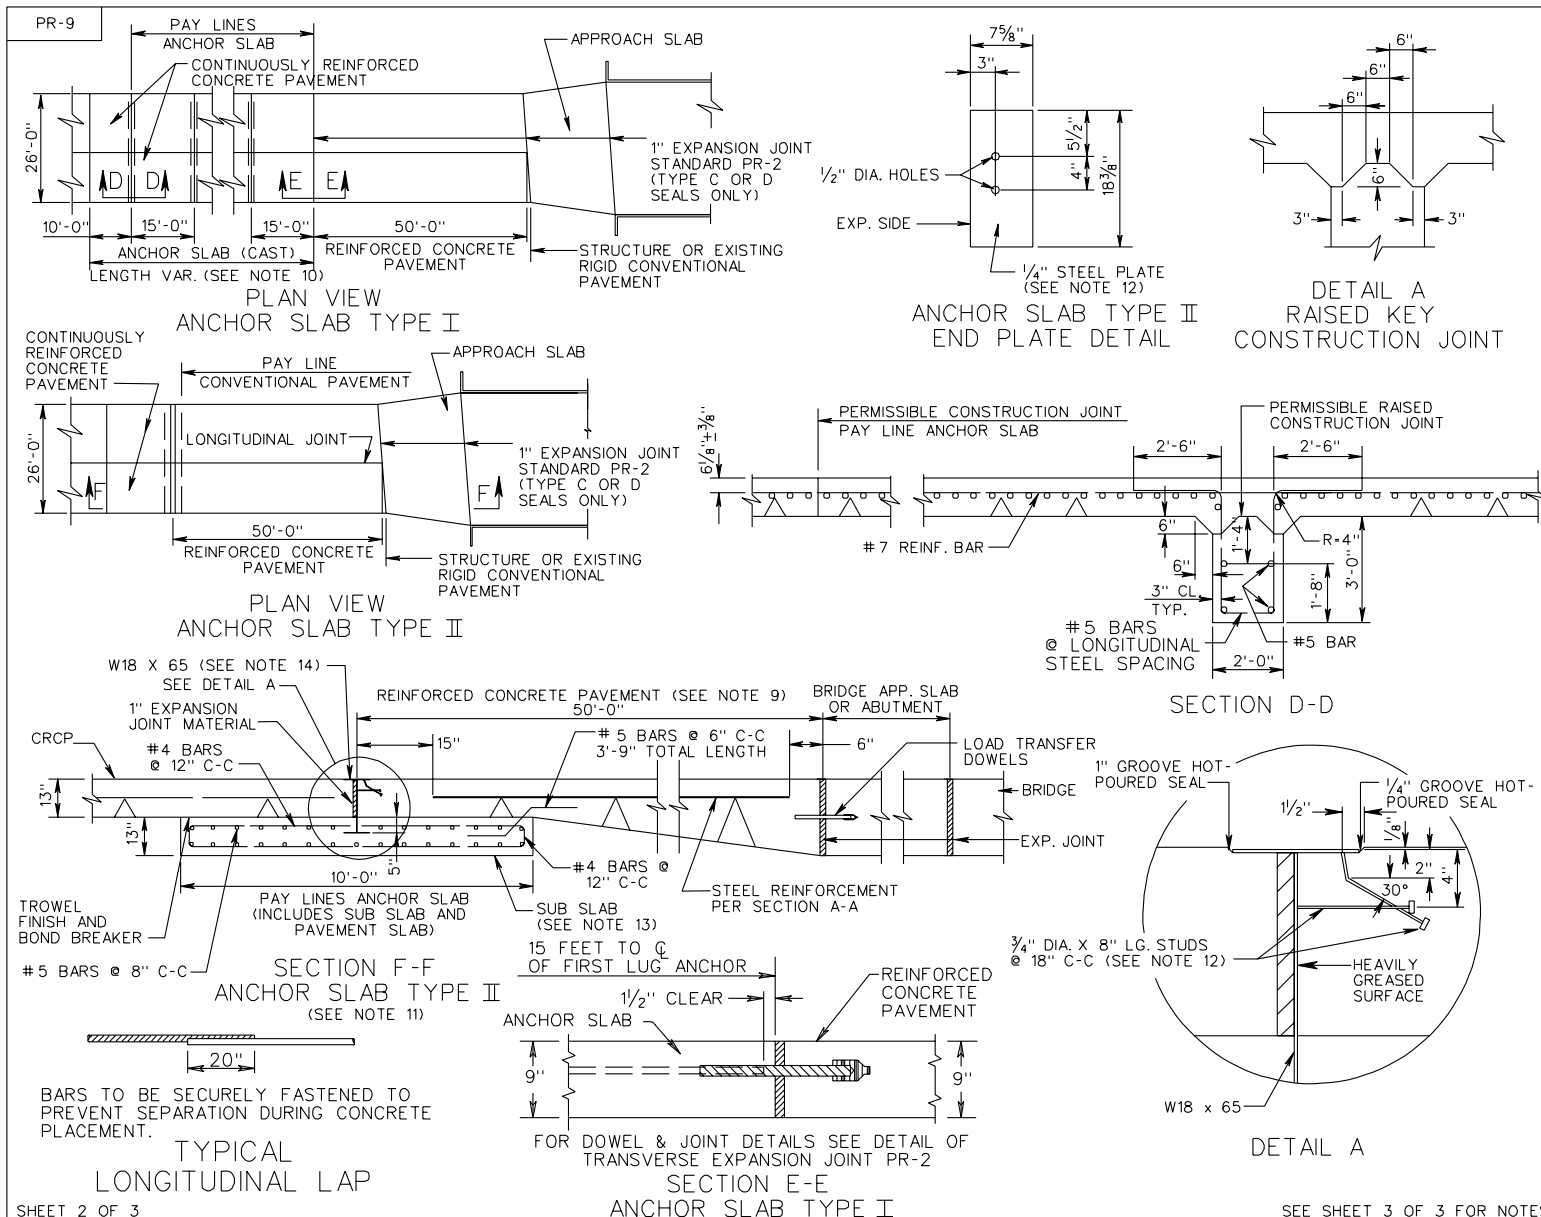 PR-9
PAY LINES
ANCHOR SLAB
CONTINUOUSLY REINFORCED
CONCRETE PAVEMENT
APPROACH SLAB
26'-0"
D D
E E
1" EXPANSION JOINT
STANDARD PR-2
(TYPE C OR D
SEALS ONLY)
10'-0"
15'-0"
15'-0"
50'-0"
ANCHOR SLAB (CAST)
LENGTH VAR. (SEE NOTE 10)
REINFORCED CONCRETE
PAVEMENT
STRUCTURE OR EXISTING
RIGID CONVENTIONAL
PAVEMENT
PLAN VIEW
ANCHOR SLAB TYPE I
7⅝"
3"
5½"
4"
18⅜"
½" DIA. HOLES
EXP. SIDE
¼" STEEL PLATE
(SEE NOTE 12)
ANCHOR SLAB TYPE II
END PLATE DETAIL
6"
6"
6"
6"
3"
3"
DETAIL A
RAISED KEY
CONSTRUCTION JOINT
CONTINUOUSLY
REINFORCED
CONCRETE
PAVEMENT
PAY LINE
CONVENTIONAL PAVEMENT
APPROACH SLAB
26'-0"
LONGITUDINAL JOINT
F
F
1" EXPANSION JOINT
STANDARD PR-2
(TYPE C OR D
SEALS ONLY)
50'-0"
REINFORCED CONCRETE
PAVEMENT
STRUCTURE OR EXISTING
RIGID CONVENTIONAL
PAVEMENT
PLAN VIEW
ANCHOR SLAB TYPE II
6⅛"±⅜"
PERMISSIBLE CONSTRUCTION JOINT
PAY LINE ANCHOR SLAB
PERMISSIBLE RAISED
CONSTRUCTION JOINT
2'-6"
2'-6"
#7 REINF. BAR
6"
1'-4"
R=4"
6"
3" CL.
TYP.
1'-8"
3'-0"
#5 BARS
@ LONGITUDINAL
STEEL SPACING
#5 BAR
2'-0"
SECTION D-D
W18 X 65 (SEE NOTE 14)
SEE DETAIL A
1" EXPANSION
JOINT MATERIAL
REINFORCED CONCRETE PAVEMENT (SEE NOTE 9)
50'-0"
BRIDGE APP. SLAB
OR ABUTMENT
CRCP
#4 BARS
@ 12" C-C
15"
#5 BARS @ 6" C-C
3'-9" TOTAL LENGTH
6"
LOAD TRANSFER
DOWELS
13"
13"
5"
BRIDGE
EXP. JOINT
10'-0"
#4 BARS @
12" C-C
PAY LINES ANCHOR SLAB
(INCLUDES SUB SLAB AND
PAVEMENT SLAB)
SUB SLAB
(SEE NOTE 13)
STEEL REINFORCEMENT
PER SECTION A-A
TROWEL
FINISH AND
BOND BREAKER
#5 BARS @ 8" C-C
SECTION F-F
ANCHOR SLAB TYPE II
(SEE NOTE 11)
1" GROOVE HOT-
POURED SEAL
¼" GROOVE HOT-
POURED SEAL
1½"
1/8"
2"
4"
30°
¾" DIA. X 8" LG. STUDS
@ 18" C-C (SEE NOTE 12)
HEAVILY
GREASED
SURFACE
W18 x 65
DETAIL A
20"
BARS TO BE SECURELY FASTENED TO
PREVENT SEPARATION DURING CONCRETE
PLACEMENT.
TYPICAL
LONGITUDINAL LAP
15 FEET TO ℄
OF FIRST LUG ANCHOR
1½" CLEAR
ANCHOR SLAB
REINFORCED
CONCRETE
PAVEMENT
9"
9"
FOR DOWEL & JOINT DETAILS SEE DETAIL OF
TRANSVERSE EXPANSION JOINT PR-2
SECTION E-E
ANCHOR SLAB TYPE I
SHEET 2 OF 3
SEE SHEET 3 OF 3 FOR NOTES